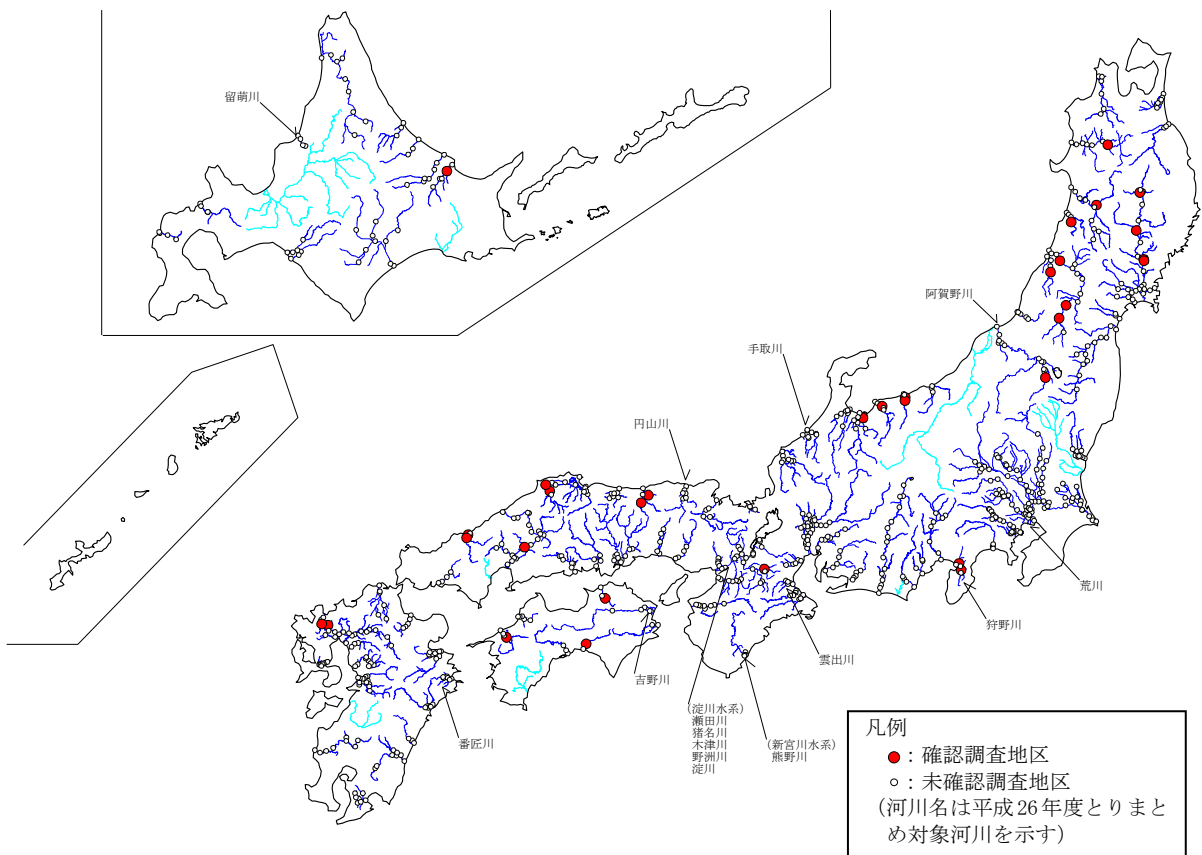 留萌川
阿賀野川
手取川
円山川
荒川
狩野川
雲出川
吉野川
(淀川水系)
瀬田川
猪名川
木津川
野洲川
淀川
(新宮川水系)
熊野川
番匠川
凡例
●：確認調査地区
○：未確認調査地区
(河川名は平成26年度とりまと
め対象河川を示す)